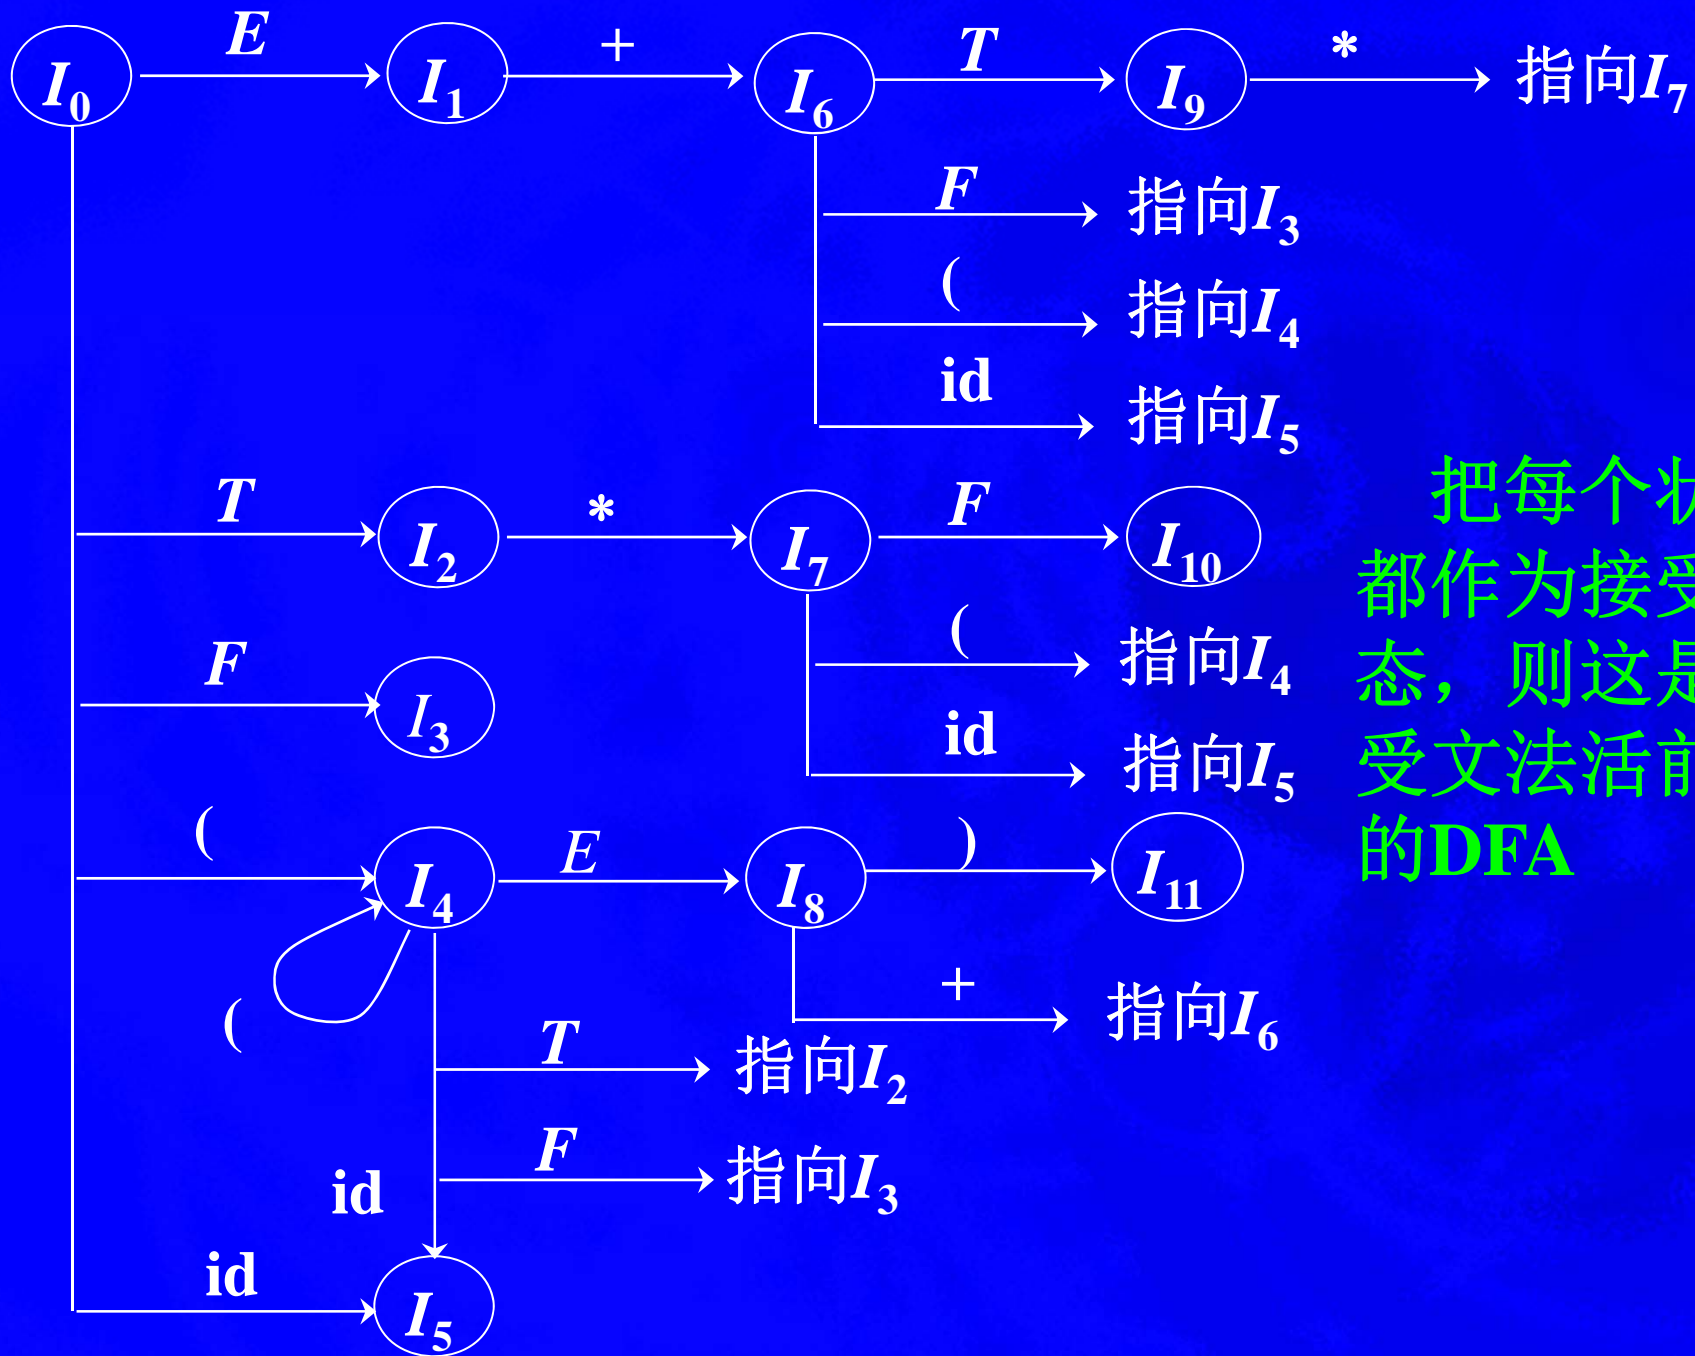 E + T *
I0 I1 I6 I9 指向I7
F 指向I3
( 指向I4
id 指向I5
T * F
I2 I7 I10
( 指向I4
id 指向I5
F
I3
( E )
I4 I8 I11
( + 指向I6
T 指向I2
F 指向I3
id
id
I5
把每个
都作为接受
态，则这是
受文法活前
的DFA